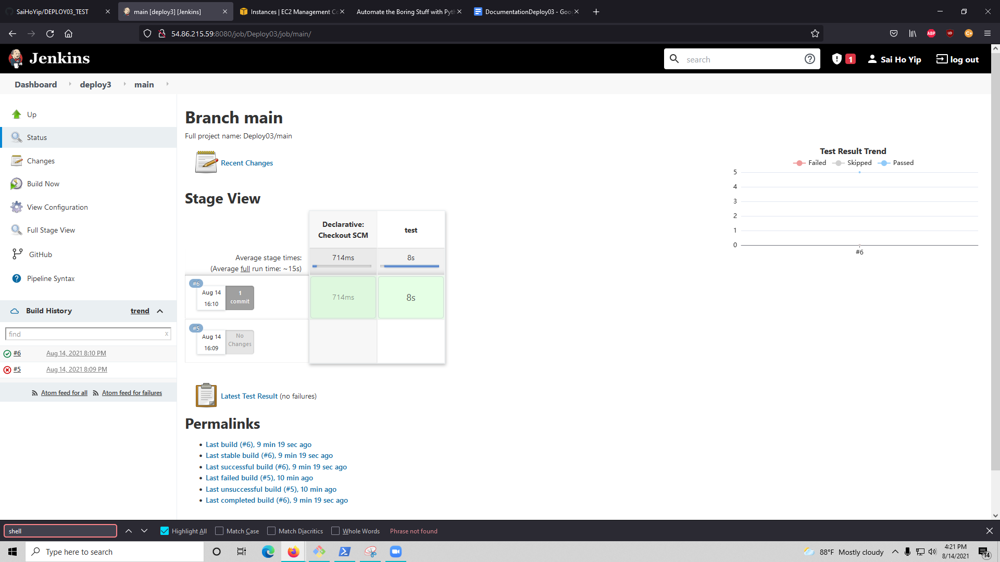 SaiHoYip/DEPLOY03_TEST
main [deploy3] [Jenkins]
Instances | EC2 Management Co
Automate the Boring Stuff with Pyth
DocumentationDeploy03 - Goo
54.86.215.59:8080/job/Deploy03/job/main/
ABP
UD
C+
Jenkins
search
1
Sai Ho Yip
log out
Dashboard
deploy3
main
Up
Status
Changes
Build Now
View Configuration
Full Stage View
GitHub
Pipeline Syntax
Build History
trend
find
x
#6 Aug 14, 2021 8:10 PM
#5 Aug 14, 2021 8:09 PM
Atom feed for all
Atom feed for failures
Branch main
Full project name: Deploy03/main
Recent Changes
Stage View
Declarative:
Checkout SCM
test
Average stage times:
(Average full run time: ~15s)
714ms
8s
#6
Aug 14
16:10
1
commit
714ms
8s
#5
Aug 14
16:09
No
Changes
Latest Test Result (no failures)
Permalinks
Last build (#6), 9 min 19 sec ago
Last stable build (#6), 9 min 19 sec ago
Last successful build (#6), 9 min 19 sec ago
Last failed build (#5), 10 min ago
Last unsuccessful build (#5), 10 min ago
Last completed build (#6), 9 min 19 sec ago
Test Result Trend
Failed
Skipped
Passed
5
4
3
2
1
0
#6
shell
Highlight All
Match Case
Match Diacritics
Whole Words
Phrase not found
Type here to search
88°F Mostly cloudy
4:21 PM
8/14/2021
14